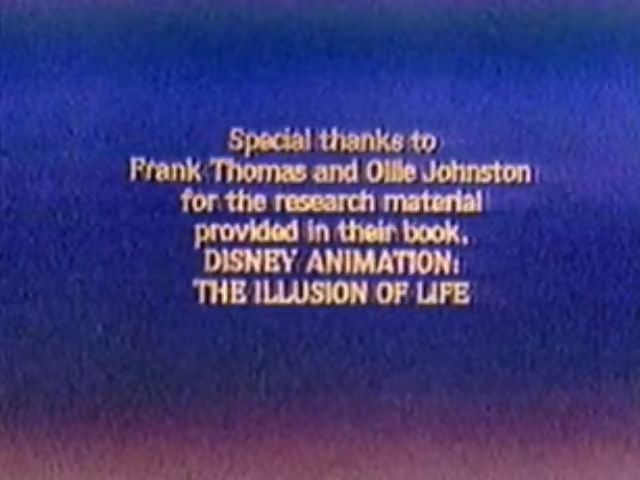 Special thanks to
Frank Thomas and Ollie Johnston
for the research material
provided in their book.
DISNEY ANIMATION:
THE ILLUSION OF LIFE